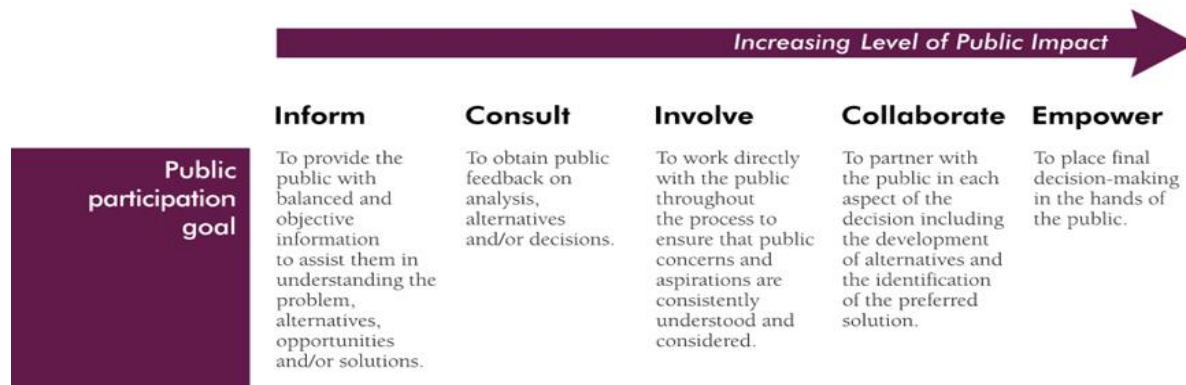 Increasing Level of Public Impact
Inform
Consult
Involve
Collaborate
Empower
Public
participation
goal
To provide the
public with
balanced and
objective
information
to assist them in
understanding the
problem,
alternatives,
opportunities
and/or solutions.
To obtain public
feedback on
analysis,
alternatives
and/or decisions.
To work directly
with the public
throughout
the process to
ensure that public
concerns and
aspirations are
consistently
understood and
considered.
To partner with
the public in each
aspect of the
decision including
the development
of alternatives and
the identification
of the preferred
solution.
To place final
decision-making
in the hands of
the public.